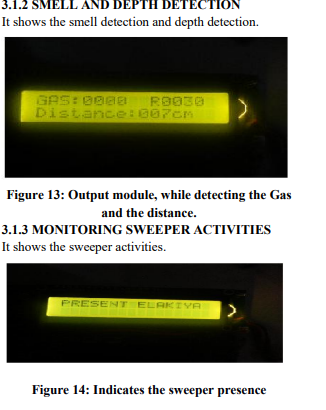 3.1.2 SMELL AND DEPTH DETECTION
It shows the smell detection and depth detection.
GAS:0000 R0030
Distance:007cm
Figure 13: Output module, while detecting the Gas
and the distance.
3.1.3 MONITORING SWEEPER ACTIVITIES
It shows the sweeper activities.
PRESENT ELAKIYA
Figure 14: Indicates the sweeper presence